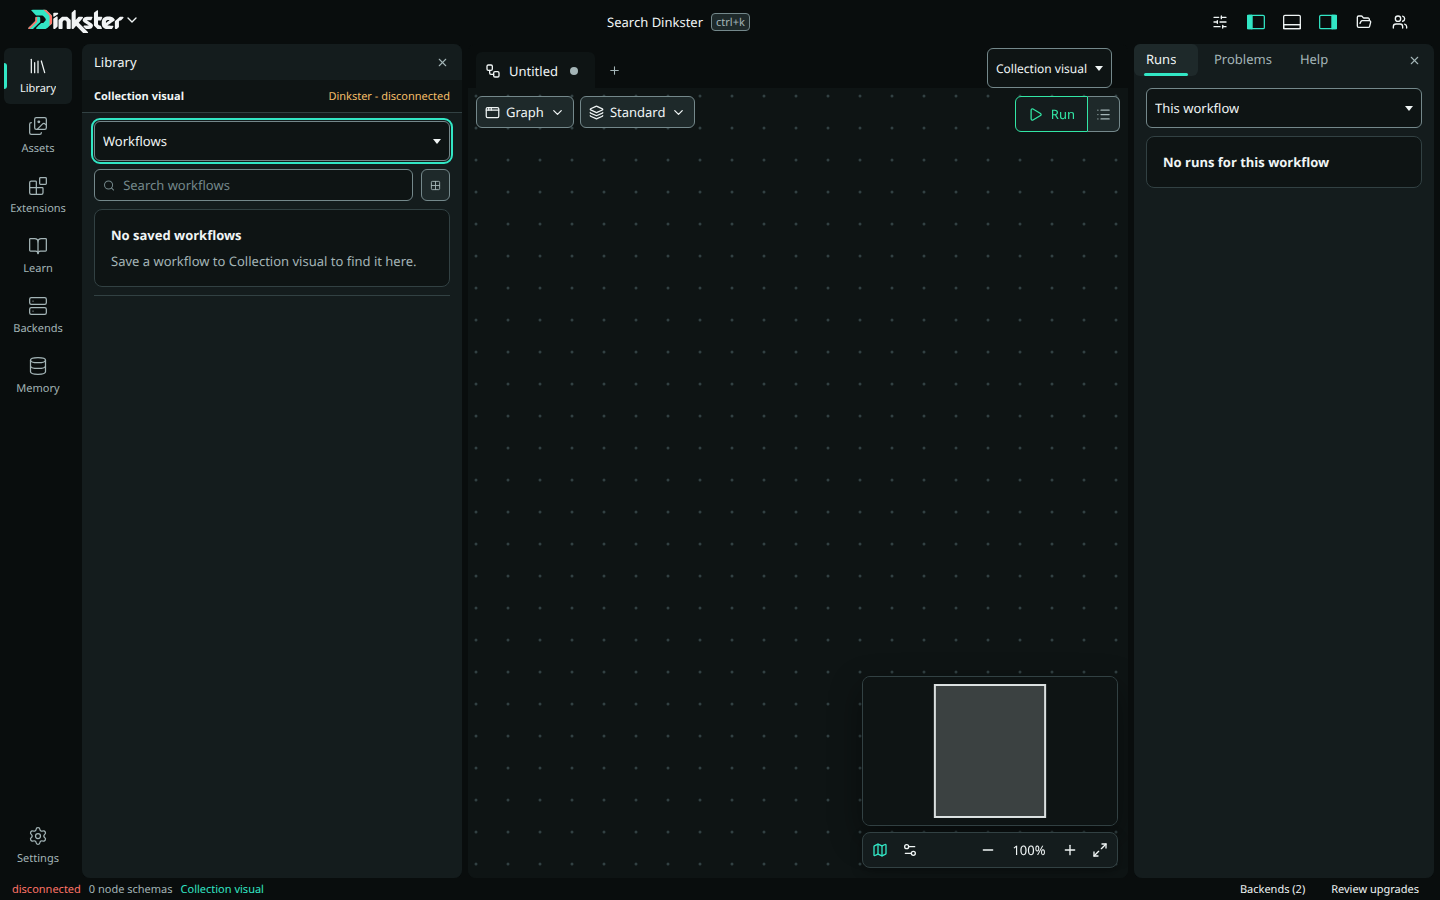 Dinkster
Search Dinkster ctrl+k
Library
Assets
Extensions
Learn
Backends
Memory
Settings
Library
Collection visual Dinkster - disconnected
Workflows
Search workflows
No saved workflows
Save a workflow to Collection visual to find it here.
Untitled
Collection visual
Graph Standard
Run
100%
Runs Problems Help
This workflow
No runs for this workflow
disconnected 0 node schemas Collection visual
Backends (2) Review upgrades